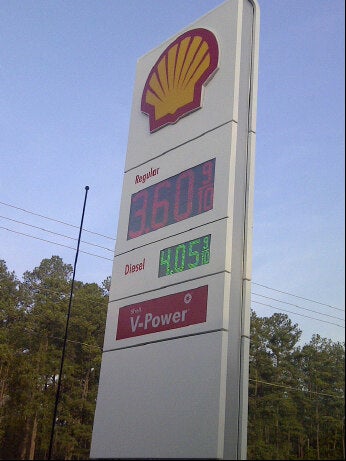 Regular
3.60 9/10
Diesel
4.05 9/10
Shell
V-Power